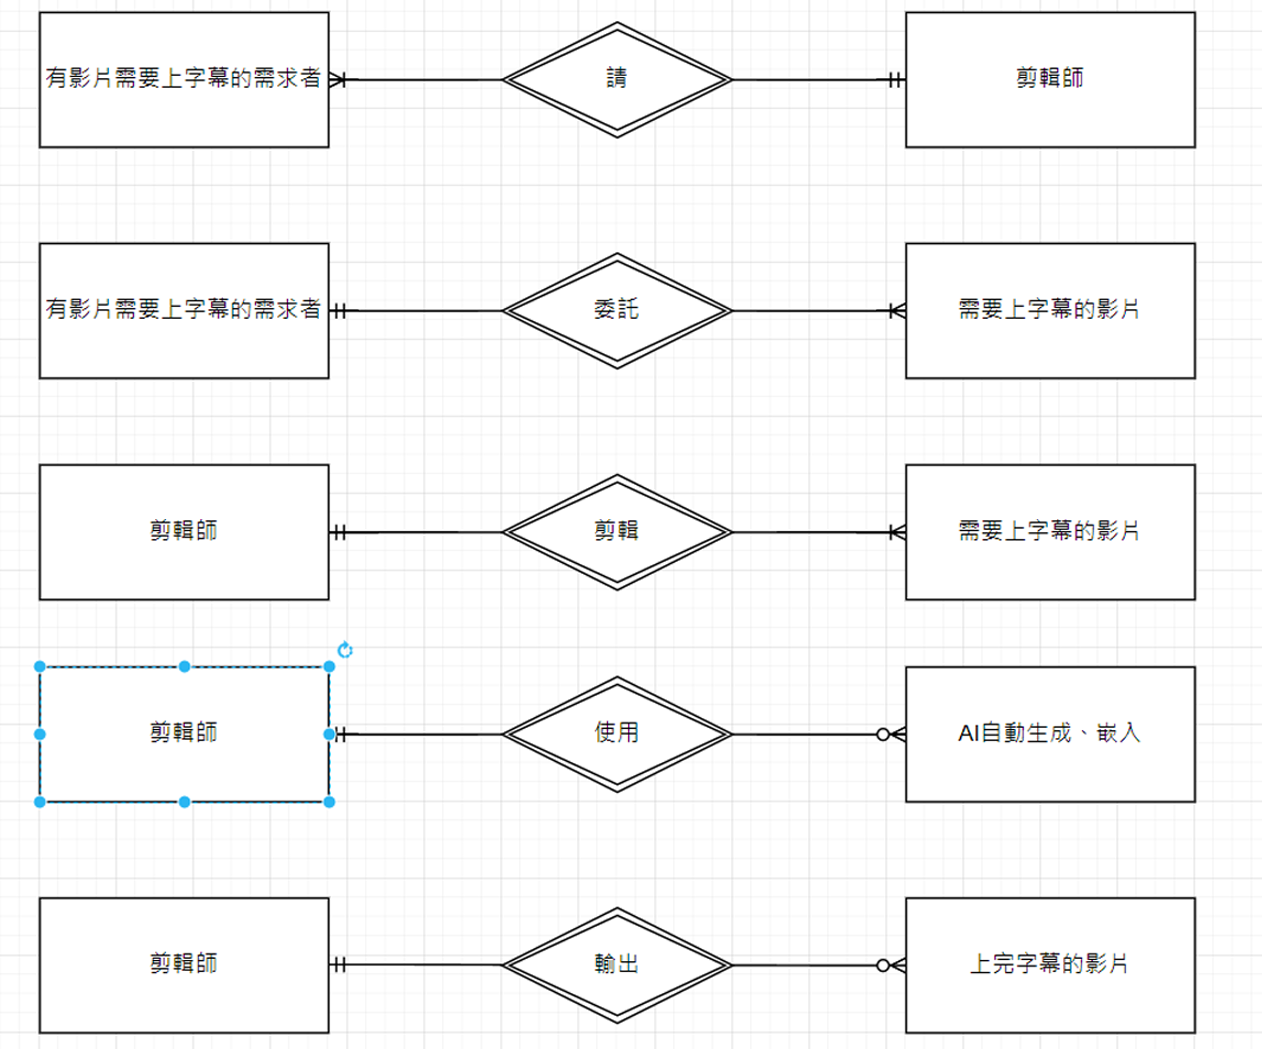 有影片需要上字幕的需求者 請 剪輯師
有影片需要上字幕的需求者 委託 需要上字幕的影片
剪輯師 剪輯 需要上字幕的影片
剪輯師 使用 AI自動生成、嵌入
剪輯師 輸出 上完字幕的影片